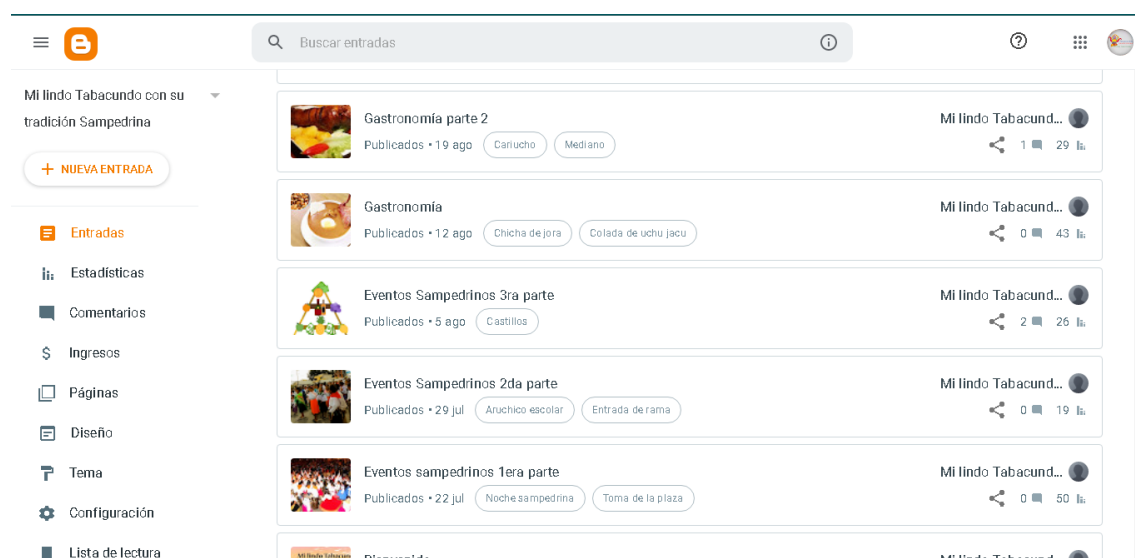 Buscar entradas
Mi lindo Tabacundo con su
tradición Sampedrina
NUEVA ENTRADA
Entradas
Estadísticas
Comentarios
Ingresos
Páginas
Diseño
Tema
Configuración
Lista de lectura
Gastronomía parte 2
Mi lindo Tabacund...
Publicados • 19 ago Cariucho Mediano
1 29
Gastronomía
Mi lindo Tabacund...
Publicados • 12 ago Chicha de jora Colada de uchu jacu
0 43
Eventos Sampedrinos 3ra parte
Mi lindo Tabacund...
Publicados • 5 ago Castillos
2 26
Eventos Sampedrinos 2da parte
Mi lindo Tabacund...
Publicados • 29 jul Aruchico escolar Entrada de rama
0 19
Eventos sampedrinos 1era parte
Mi lindo Tabacund...
Publicados • 22 jul Noche sampedrina Toma de la plaza
0 50